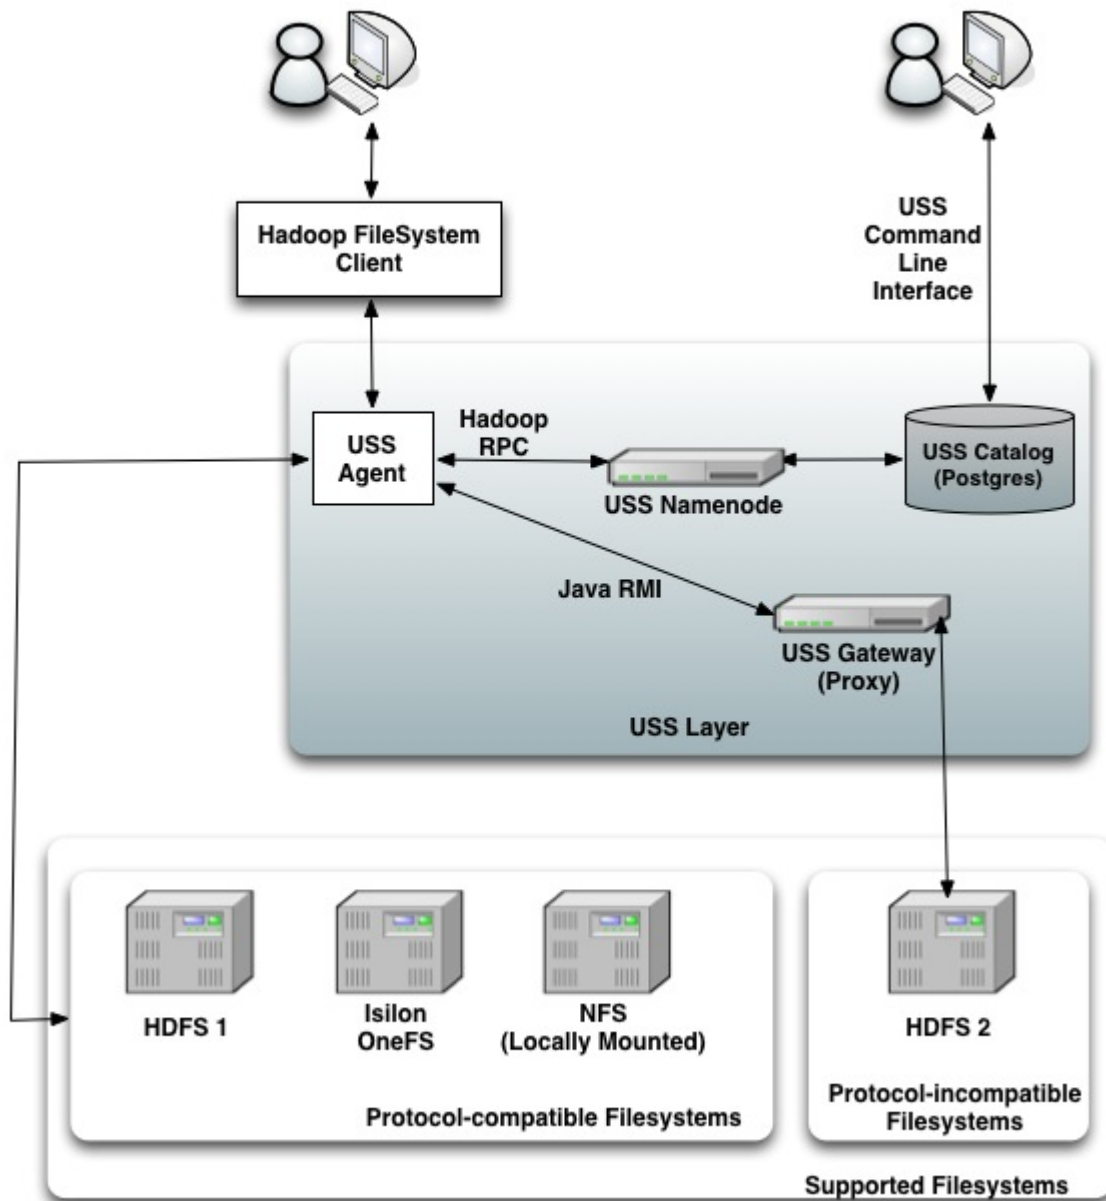 Hadoop FileSystem
Client
USS
Command
Line
Interface
USS
Agent
Hadoop
RPC
USS Namenode
USS Catalog
(Postgres)
Java RMI
USS Gateway
(Proxy)
USS Layer
HDFS 1
Isilon
OneFS
NFS
(Locally Mounted)
HDFS 2
Protocol-compatible Filesystems
Protocol-incompatible
Filesystems
Supported Filesystems